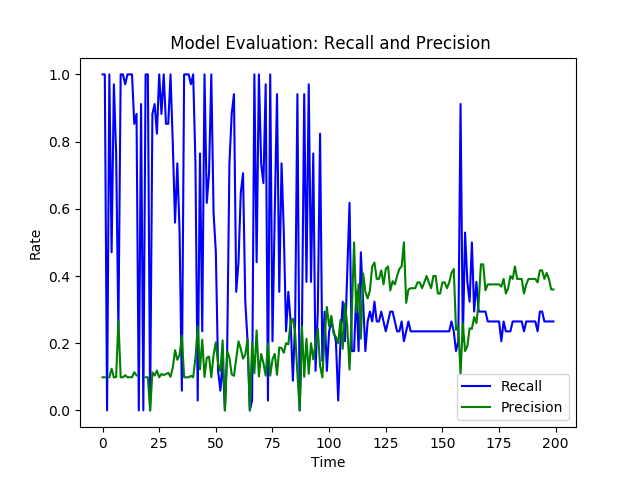 Model Evaluation: Recall and Precision
1.0
0.8
0.6
0.4
0.2
0.0
Rate
0 25 50 75 100 125 150 175 200
Time
Recall
Precision